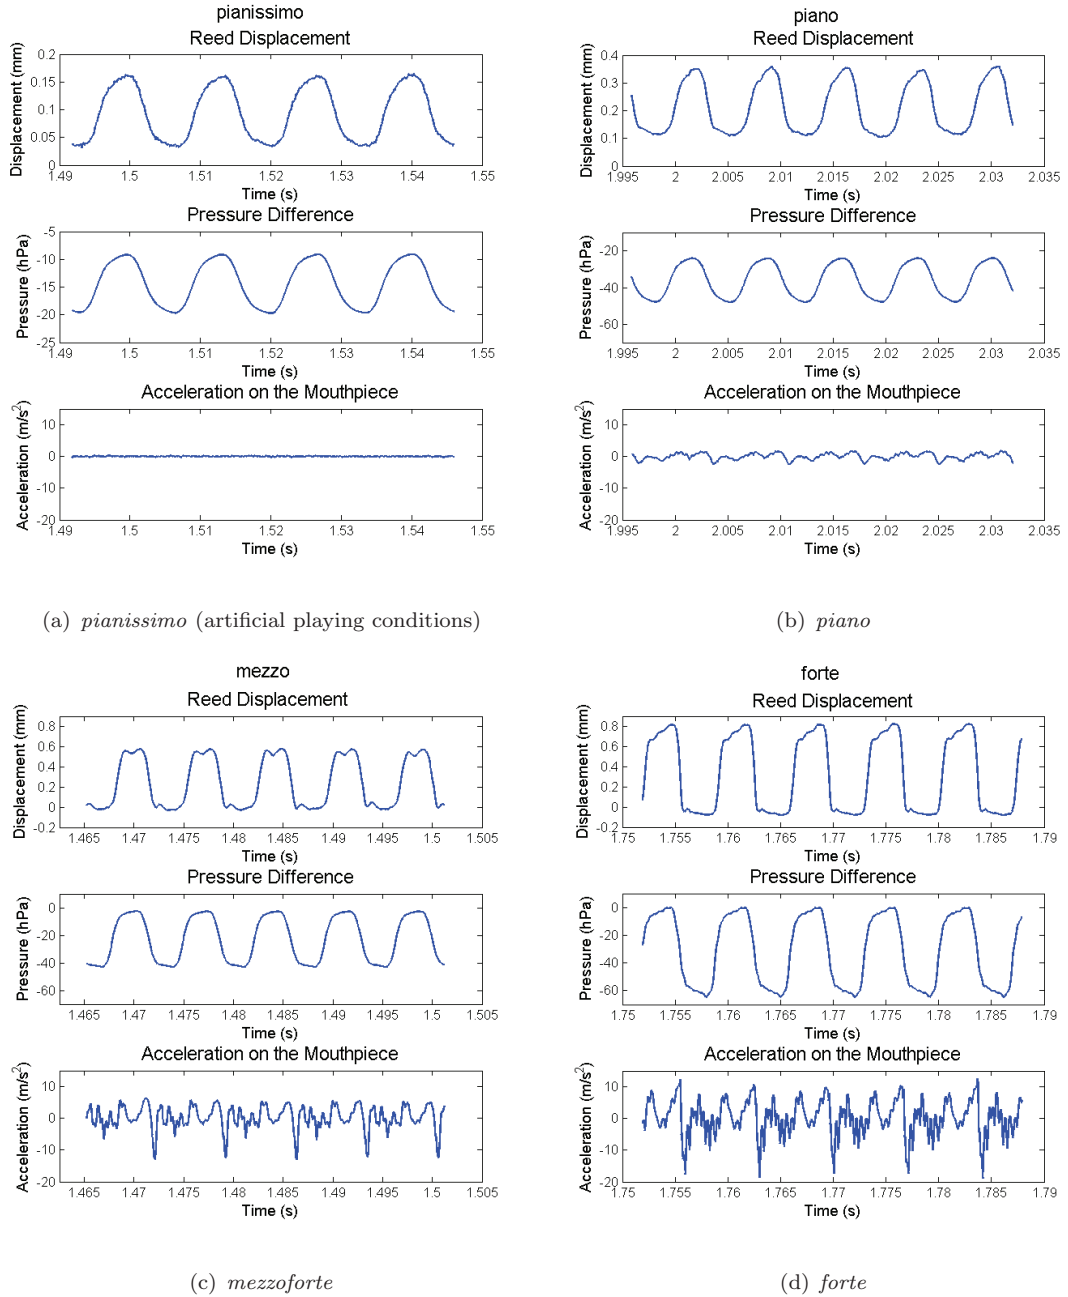 pianissimo
Reed Displacement
Displacement (mm)
0.2
0.15
0.1
0.05
0
1.49 1.5 1.51 1.52 1.53 1.54 1.55
Time (s)
Pressure Difference
Pressure (hPa)
-5
-10
-15
-20
-25
1.49 1.5 1.51 1.52 1.53 1.54 1.55
Time (s)
Acceleration on the Mouthpiece
Acceleration (m/s²)
10
0
-10
-20
1.49 1.5 1.51 1.52 1.53 1.54 1.55
Time (s)
(a) pianissimo (artificial playing conditions)
piano
Reed Displacement
Displacement (mm)
0.4
0.3
0.2
0.1
0
1.995 2 2.005 2.01 2.015 2.02 2.025 2.03 2.035
Time (s)
Pressure Difference
Pressure (hPa)
-20
-40
-60
1.995 2 2.005 2.01 2.015 2.02 2.025 2.03 2.035
Time (s)
Acceleration on the Mouthpiece
Acceleration (m/s²)
10
0
-10
-20
1.995 2 2.005 2.01 2.015 2.02 2.025 2.03 2.035
Time (s)
(b) piano
mezzo
Reed Displacement
Displacement (mm)
0.8
0.6
0.4
0.2
0
-0.2
1.465 1.47 1.475 1.48 1.485 1.49 1.495 1.5 1.505
Time (s)
Pressure Difference
Pressure (hPa)
0
-20
-40
-60
1.465 1.47 1.475 1.48 1.485 1.49 1.495 1.5 1.505
Time (s)
Acceleration on the Mouthpiece
Acceleration (m/s²)
10
0
-10
-20
1.465 1.47 1.475 1.48 1.485 1.49 1.495 1.5 1.505
Time (s)
(c) mezzoforte
forte
Reed Displacement
Displacement (mm)
0.8
0.6
0.4
0.2
0
-0.2
1.75 1.755 1.76 1.765 1.77 1.775 1.78 1.785 1.79
Time (s)
Pressure Difference
Pressure (hPa)
0
-20
-40
-60
1.75 1.755 1.76 1.765 1.77 1.775 1.78 1.785 1.79
Time (s)
Acceleration on the Mouthpiece
Acceleration (m/s²)
10
0
-10
-20
1.75 1.755 1.76 1.765 1.77 1.775 1.78 1.785 1.79
Time (s)
(d) forte